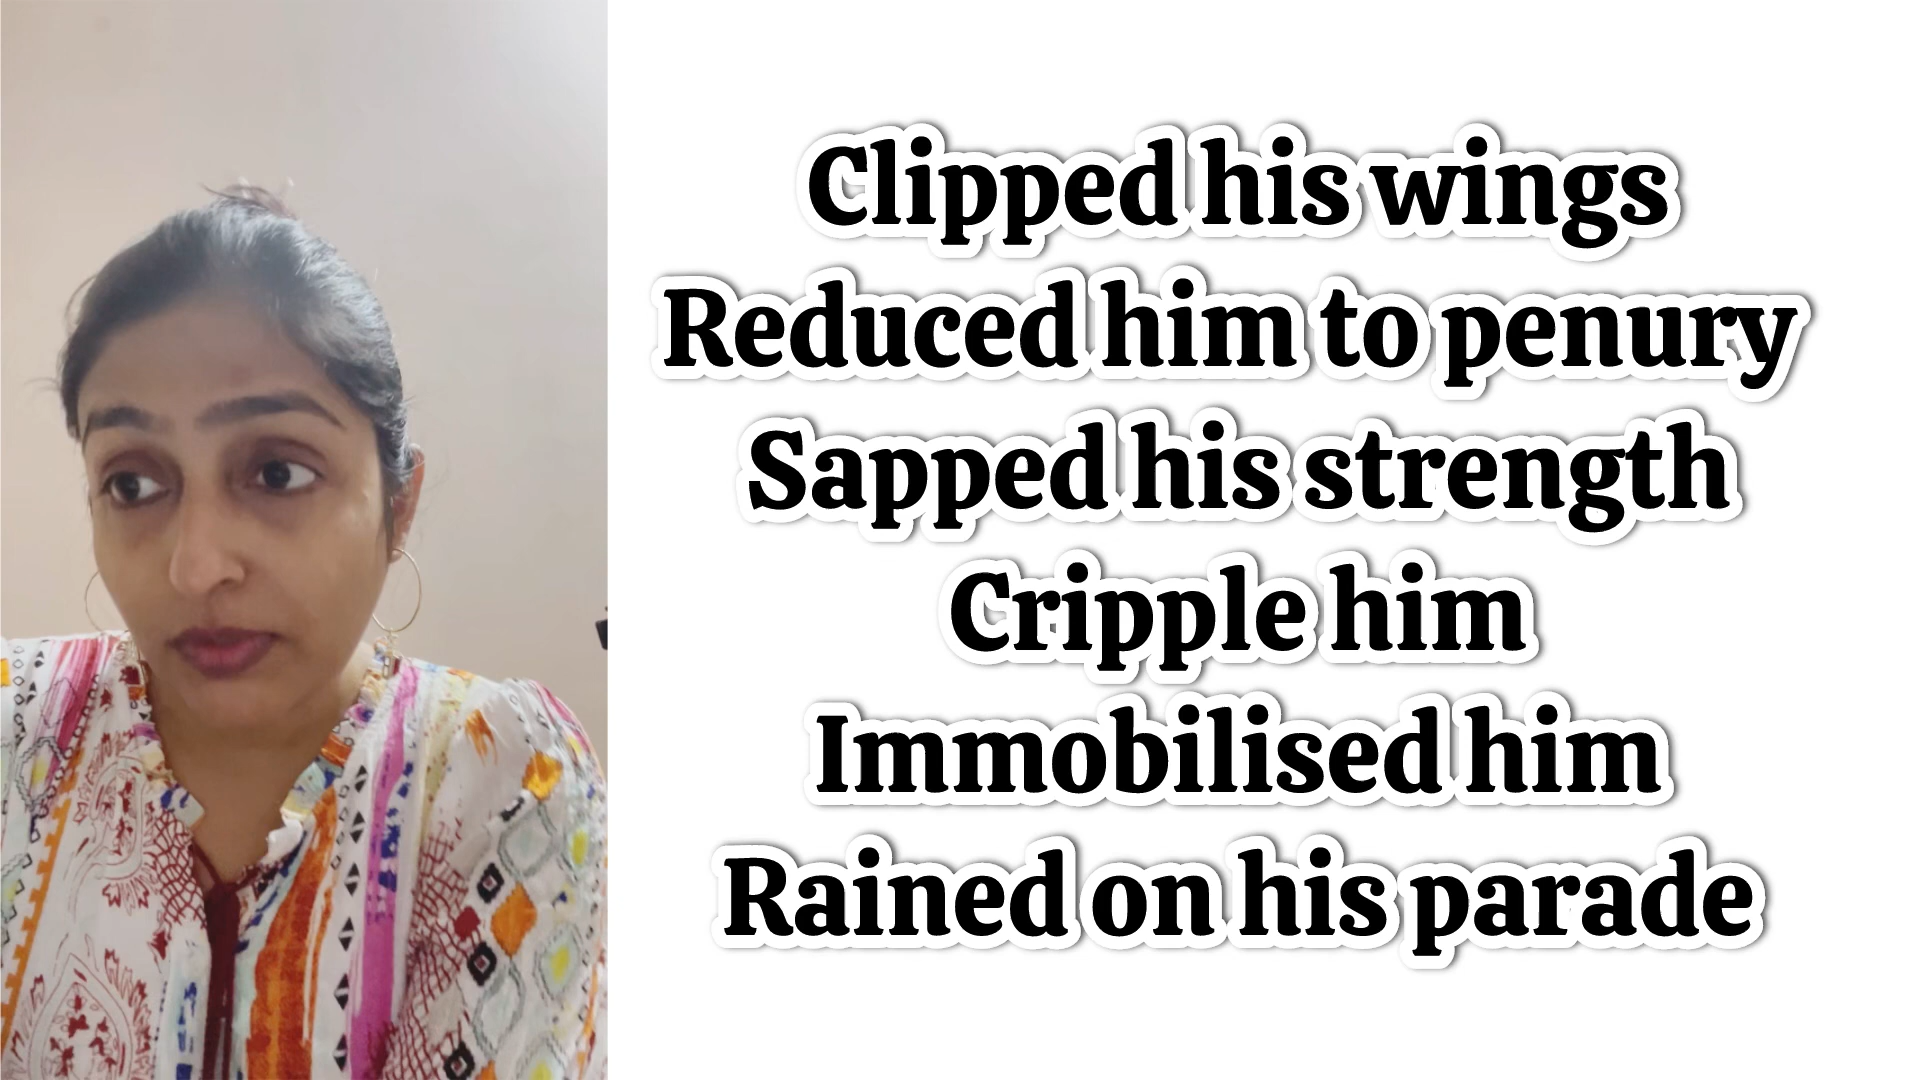 Clipped his wings
Reduced him to penury
Sapped his strength
Cripple him
Immobilised him
Rained on his parade